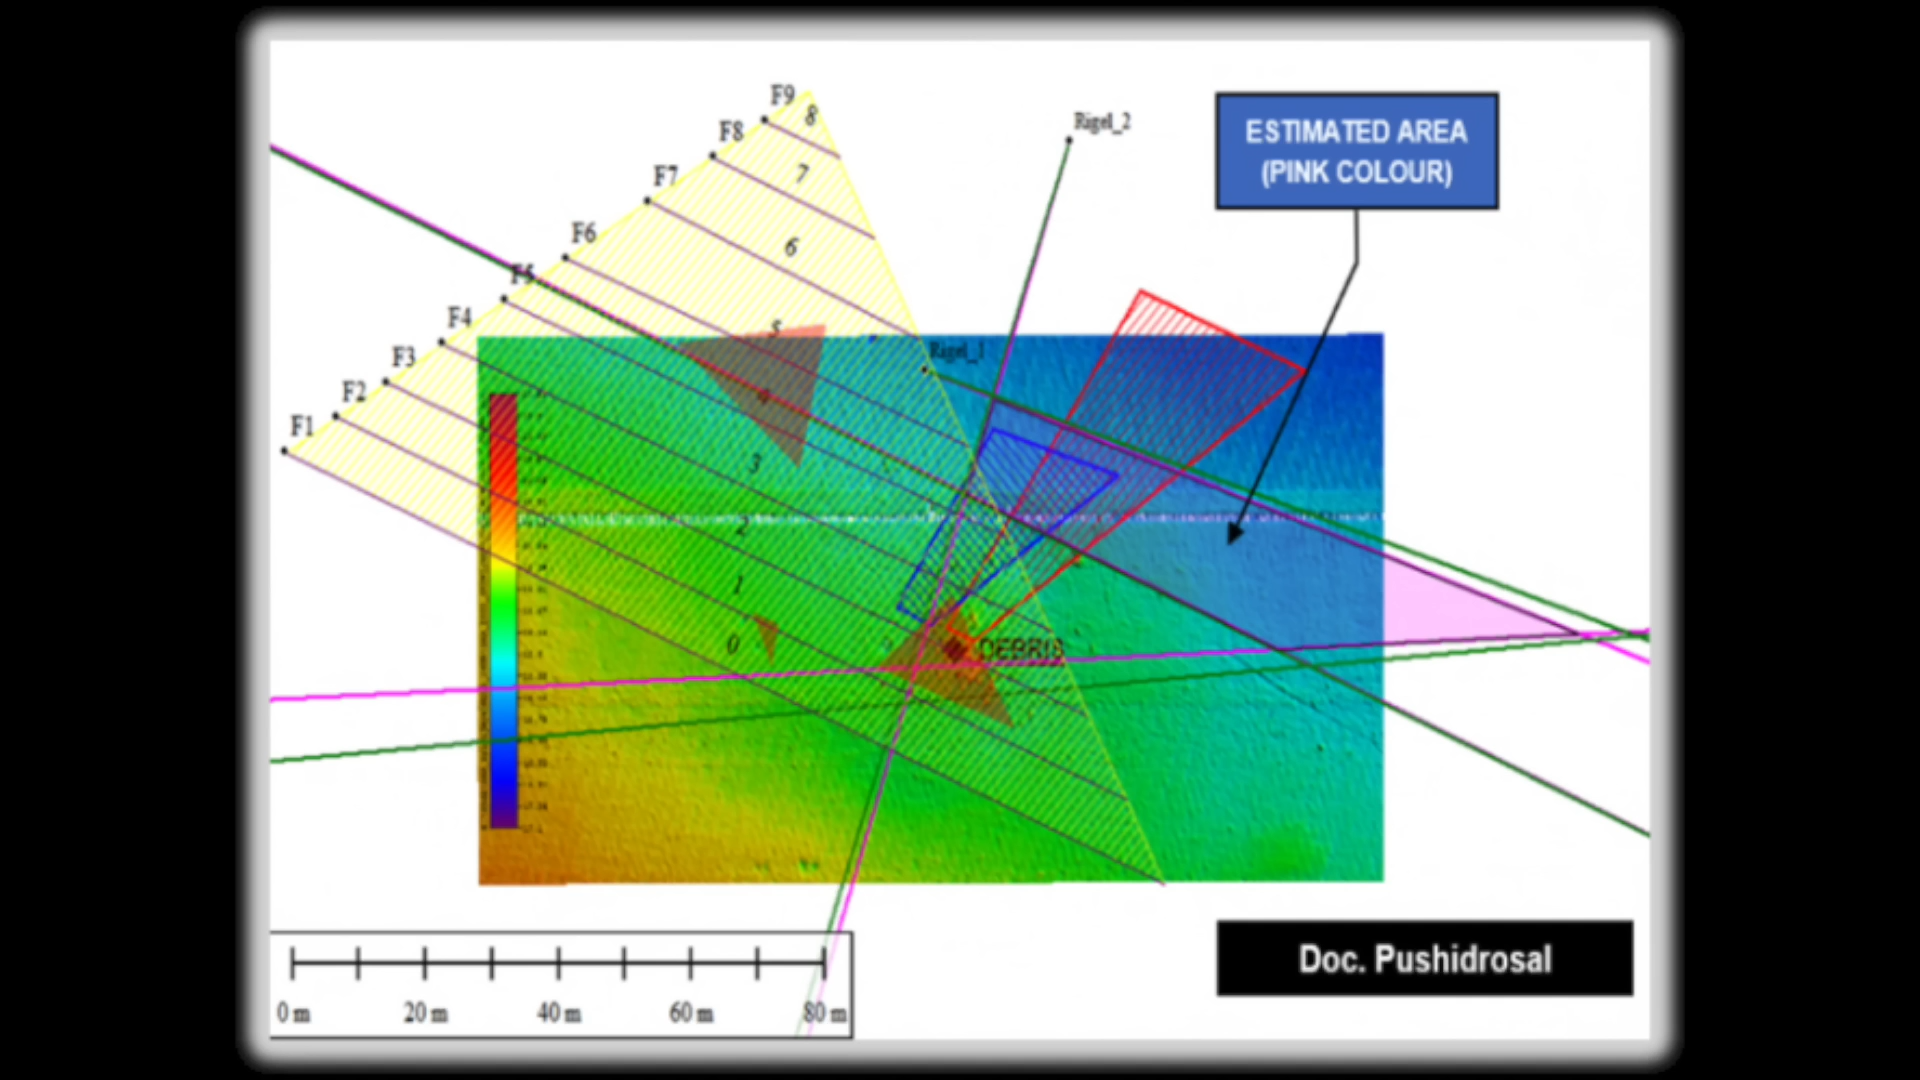 F9
8
F8
Rigel_2
ESTIMATED AREA
(PINK COLOUR)
F7
7
F6
6
F5
F4
5
F3
Rigel_1
F2
4
F1
3
2
1
0
DEBRIS
Doc. Pushidrosal
0 m
20 m
40 m
60 m
80 m